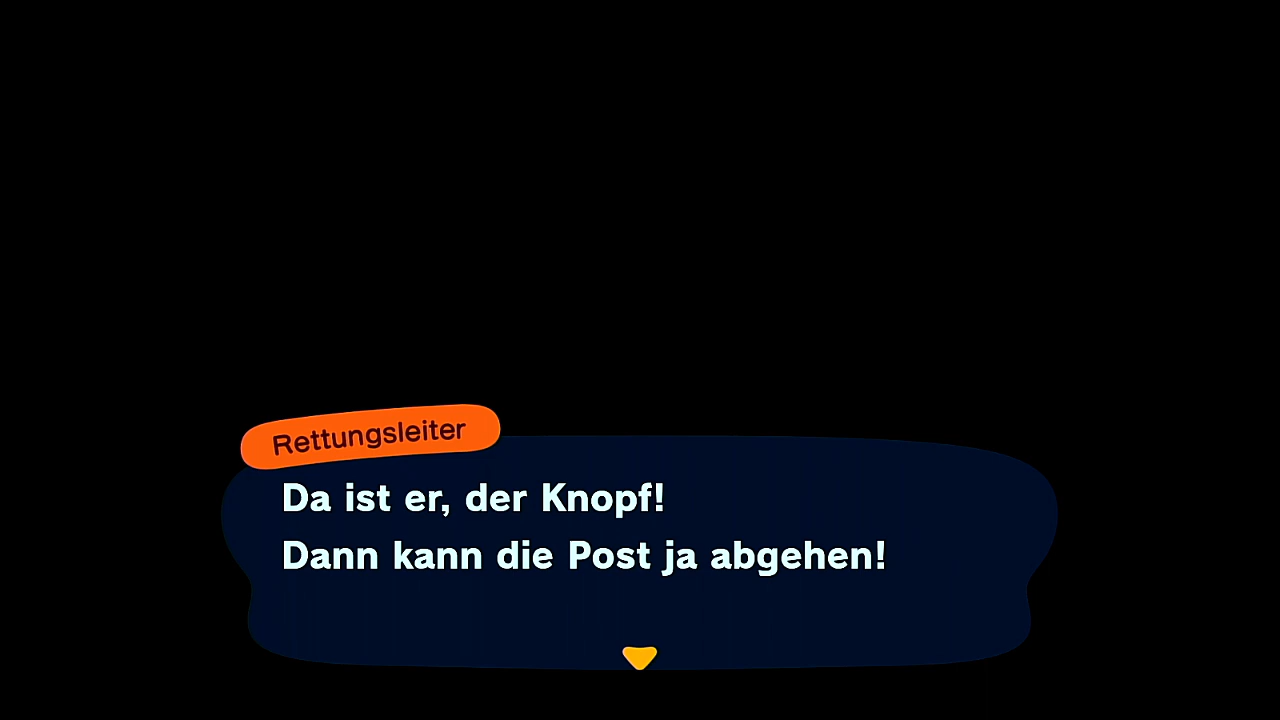 Rettungsleiter
Da ist er, der Knopf!
Dann kann die Post ja abgehen!